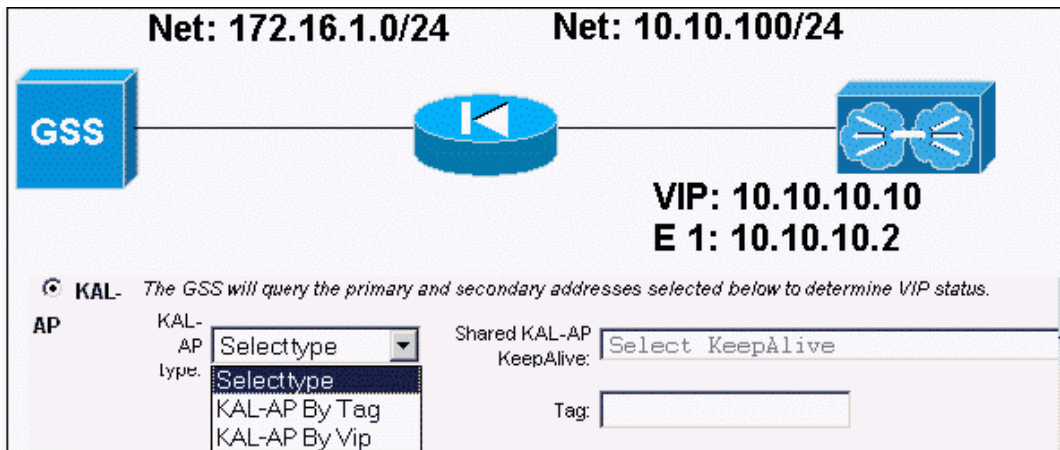 Net: 172.16.1.0/24 Net: 10.10.100/24
GSS
VIP: 10.10.10.10
E 1: 10.10.10.2
KAL-AP
The GSS will query the primary and secondary addresses selected below to determine VIP status.
KAL-AP type:
Selecttype
Selecttype
KAL-AP By Tag
KAL-AP By Vip
Shared KAL-AP KeepAlive:
Select KeepAlive
Tag: